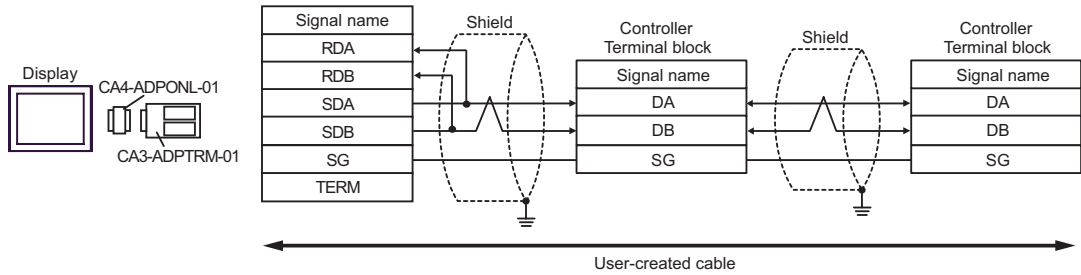 Display
CA4-ADPONL-01
CA3-ADPTRM-01
Signal name
RDA
RDB
SDA
SDB
SG
TERM
Shield
Controller
Terminal block
Signal name
DA
DB
SG
Shield
Controller
Terminal block
Signal name
DA
DB
SG
User-created cable